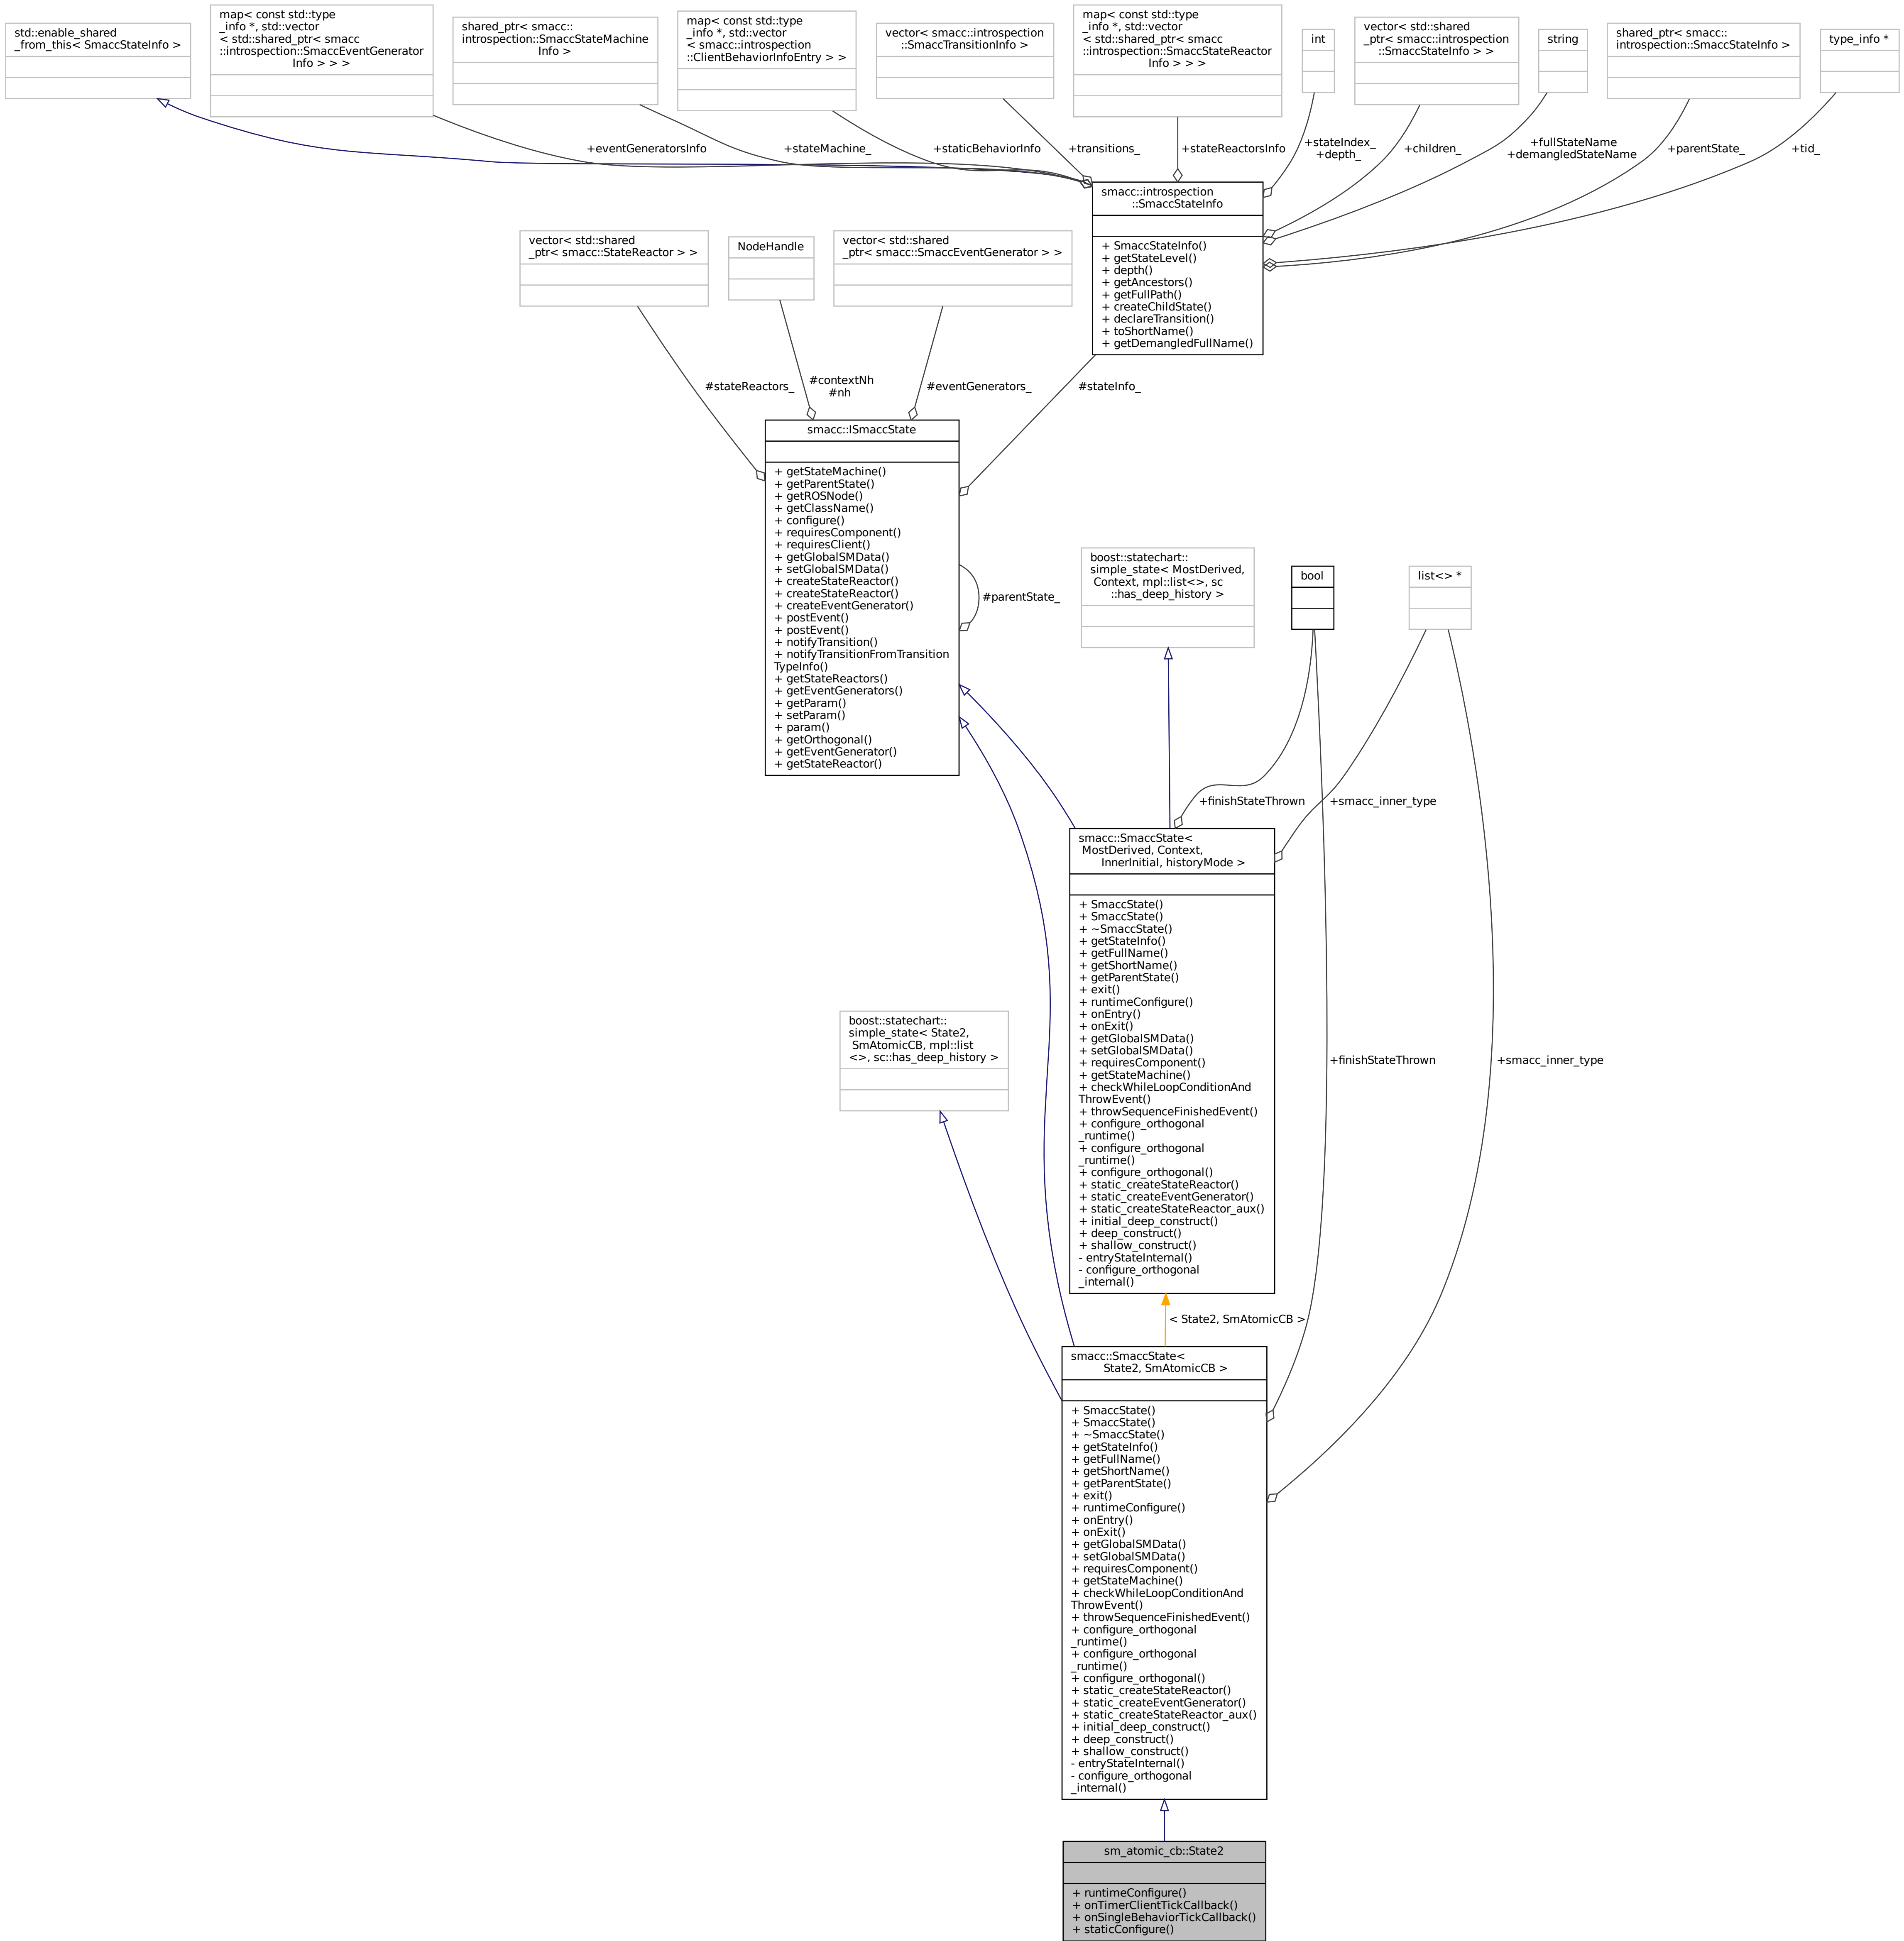 std::enable_shared
_from_this< SmaccStateInfo >
map< const std::type
_info *, std::vector
< std::shared_ptr< smacc
::introspection::SmaccEventGenerator
Info > > >
shared_ptr< smacc::
introspection::SmaccStateMachine
Info >
map< const std::type
_info *, std::vector
< smacc::introspection
::ClientBehaviorInfoEntry > >
vector< smacc::introspection
::SmaccTransitionInfo >
map< const std::type
_info *, std::vector
< std::shared_ptr< smacc
::introspection::SmaccStateReactor
Info > > >
int
vector< std::shared
_ptr< smacc::introspection
::SmaccStateInfo > >
string
shared_ptr< smacc::
introspection::SmaccStateInfo >
type_info *
+eventGeneratorsInfo
+stateMachine_
+staticBehaviorInfo
+transitions_
+stateReactorsInfo
+stateIndex_
+depth_
+children_
+fullStateName
+demangledStateName
+parentState_
+tid_
smacc::introspection
::SmaccStateInfo
+ SmaccStateInfo()
+ getStateLevel()
+ depth()
+ getAncestors()
+ getFullPath()
+ createChildState()
+ declareTransition()
+ toShortName()
+ getDemangledFullName()
vector< std::shared
_ptr< smacc::StateReactor > >
NodeHandle
vector< std::shared
_ptr< smacc::SmaccEventGenerator > >
#stateReactors_
#contextNh
#nh
#eventGenerators_
#stateInfo_
smacc::ISmaccState
+ getStateMachine()
+ getParentState()
+ getROSNode()
+ getClassName()
+ configure()
+ requiresComponent()
+ requiresClient()
+ getGlobalSMData()
+ setGlobalSMData()
+ createStateReactor()
+ createStateReactor()
+ createEventGenerator()
+ postEvent()
+ postEvent()
+ notifyTransition()
+ notifyTransitionFromTransition
TypeInfo()
+ getStateReactors()
+ getEventGenerators()
+ getParam()
+ setParam()
+ param()
+ getOrthogonal()
+ getEventGenerator()
+ getStateReactor()
#parentState_
boost::statechart::
simple_state< MostDerived,
Context, mpl::list<>, sc
::has_deep_history >
bool
list<> *
+finishStateThrown
+smacc_inner_type
smacc::SmaccState<
MostDerived, Context,
InnerInitial, historyMode >
+ SmaccState()
+ SmaccState()
+ ~SmaccState()
+ getStateInfo()
+ getFullName()
+ getShortName()
+ getParentState()
+ exit()
+ runtimeConfigure()
+ onEntry()
+ onExit()
+ getGlobalSMData()
+ setGlobalSMData()
+ requiresComponent()
+ getStateMachine()
+ checkWhileLoopConditionAnd
ThrowEvent()
+ throwSequenceFinishedEvent()
+ configure_orthogonal
_runtime()
+ configure_orthogonal
_runtime()
+ configure_orthogonal()
+ static_createStateReactor()
+ static_createEventGenerator()
+ static_createStateReactor_aux()
+ initial_deep_construct()
+ deep_construct()
+ shallow_construct()
- entryStateInternal()
- configure_orthogonal
_internal()
boost::statechart::
simple_state< State2,
SmAtomicCB, mpl::list
<>, sc::has_deep_history >
+finishStateThrown
+smacc_inner_type
< State2, SmAtomicCB >
smacc::SmaccState<
State2, SmAtomicCB >
+ SmaccState()
+ SmaccState()
+ ~SmaccState()
+ getStateInfo()
+ getFullName()
+ getShortName()
+ getParentState()
+ exit()
+ runtimeConfigure()
+ onEntry()
+ onExit()
+ getGlobalSMData()
+ setGlobalSMData()
+ requiresComponent()
+ getStateMachine()
+ checkWhileLoopConditionAnd
ThrowEvent()
+ throwSequenceFinishedEvent()
+ configure_orthogonal
_runtime()
+ configure_orthogonal
_runtime()
+ configure_orthogonal()
+ static_createStateReactor()
+ static_createEventGenerator()
+ static_createStateReactor_aux()
+ initial_deep_construct()
+ deep_construct()
+ shallow_construct()
- entryStateInternal()
- configure_orthogonal
_internal()
sm_atomic_cb::State2
+ runtimeConfigure()
+ onTimerClientTickCallback()
+ onSingleBehaviorTickCallback()
+ staticConfigure()